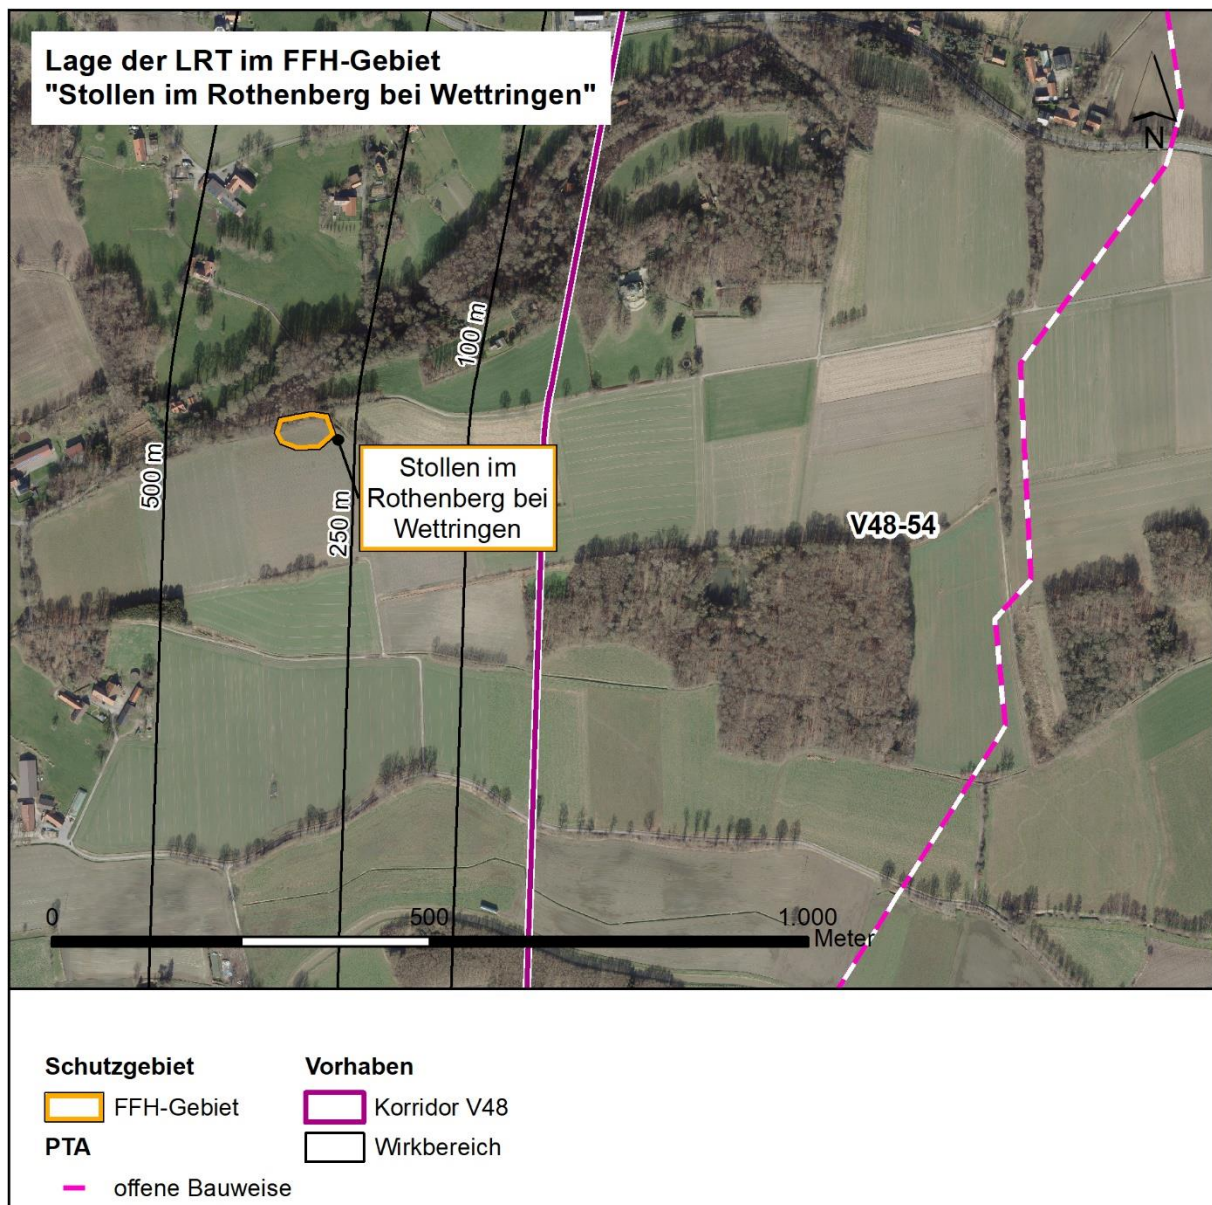 Lage der LRT im FFH-Gebiet
"Stollen im Rothenberg bei Wettringen"
N
100 m
500 m
250 m
Stollen im
Rothenberg bei
Wettringen
V48-54
0 500 1.000
Meter
Schutzgebiet
FFH-Gebiet
PTA
offene Bauweise
Vorhaben
Korridor V48
Wirkbereich